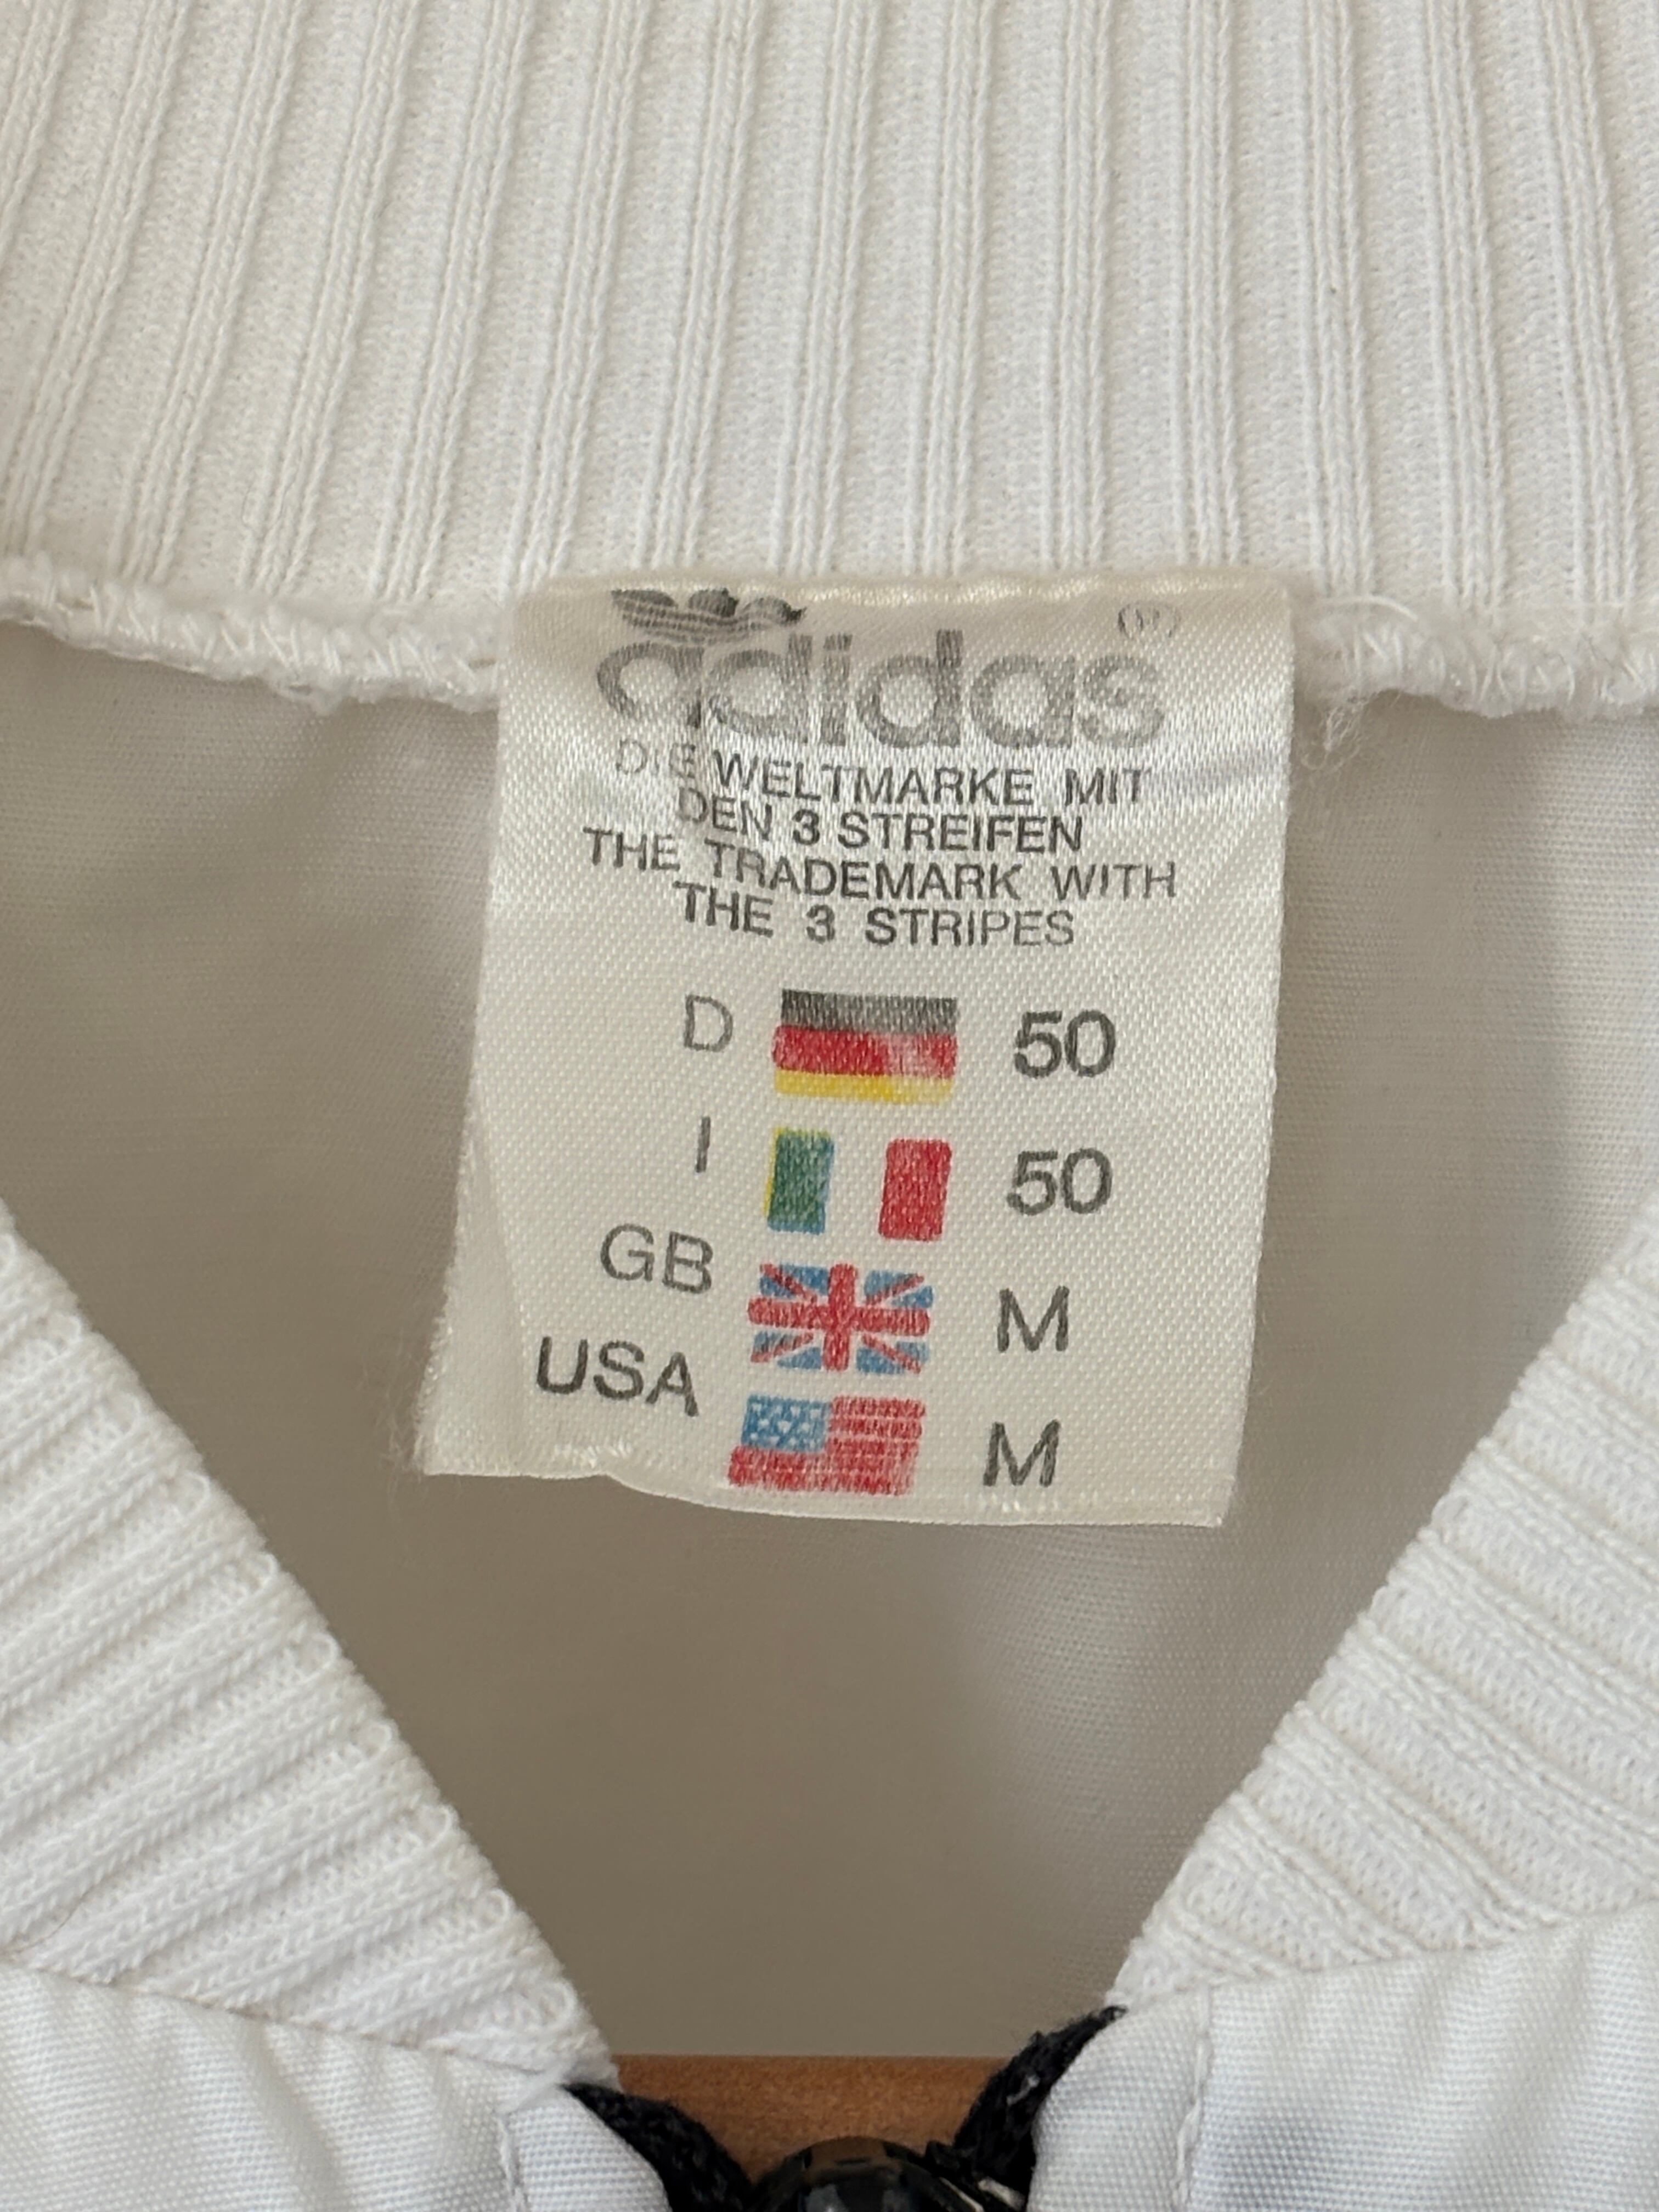 adidas
DIE WELTMARKE MIT
DEN 3 STREIFEN
THE TRADEMARK WITH
THE 3 STRIPES
D 50
I 50
GB M
USA M